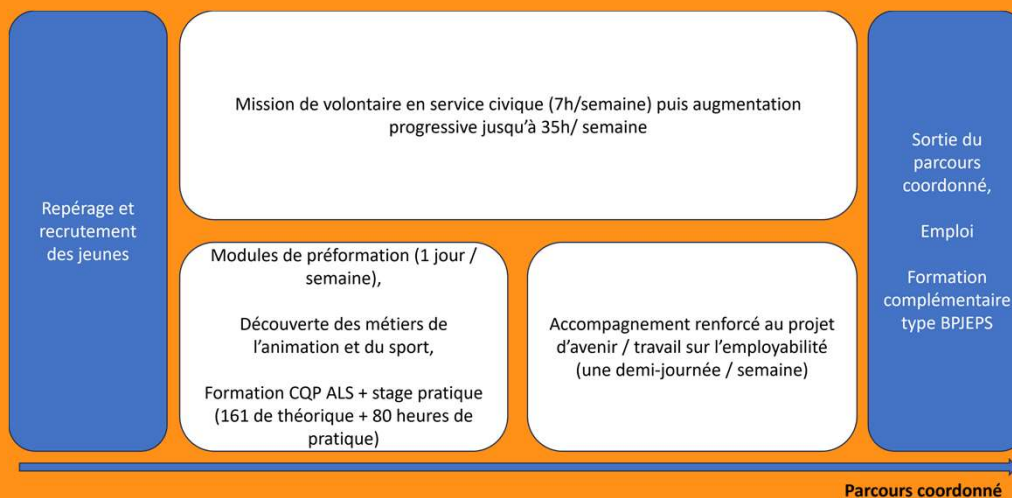 Repérage et
recrutement
des jeunes
Mission de volontaire en service civique (7h/semaine) puis augmentation
progressive jusqu’à 35h/ semaine
Modules de préformation (1 jour /
semaine),
Découverte des métiers de
l’animation et du sport,
Formation CQP ALS + stage pratique
(161 de théorique + 80 heures de
pratique)
Accompagnement renforcé au projet
d’avenir / travail sur l’employabilité
(une demi-journée / semaine)
Sortie du
parcours
coordonné,
Emploi
Formation
complémentaire
type BPJEPS
Parcours coordonné